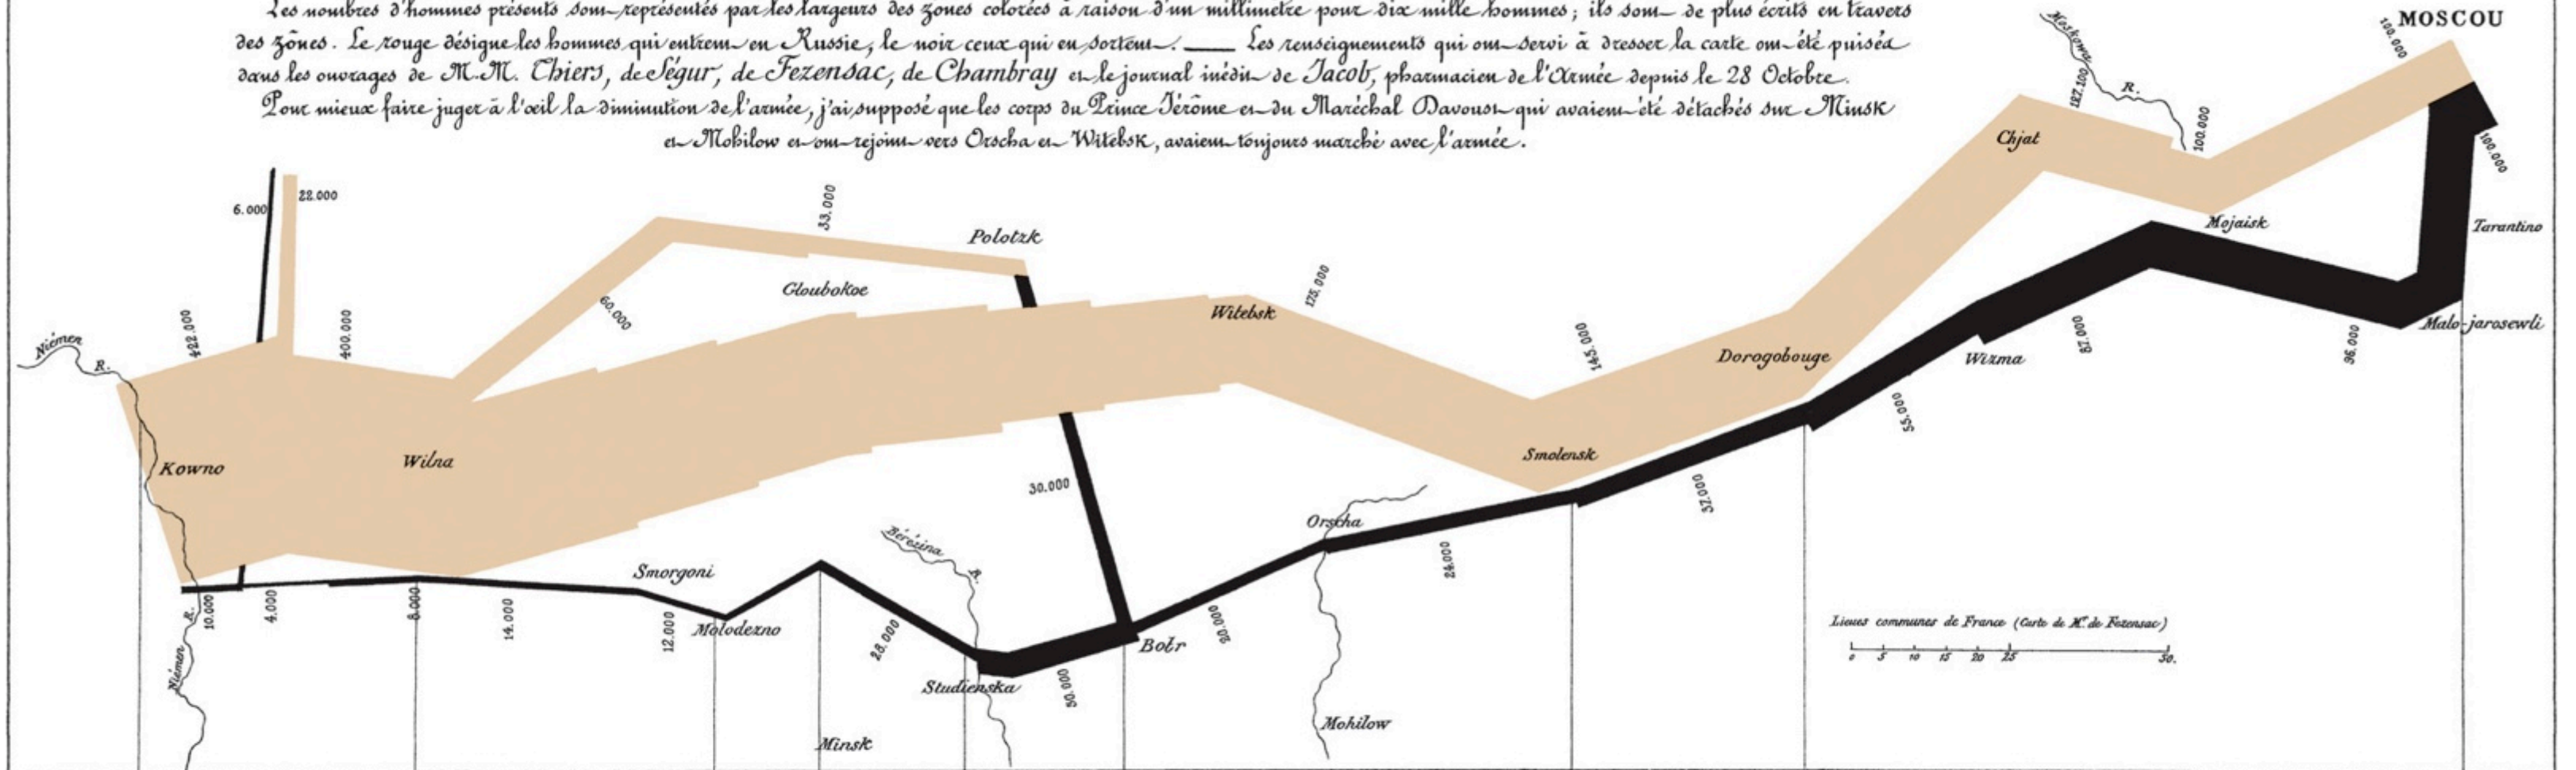 Les nombres d'hommes présents sont représentés par les largeurs des zones colorées à raison d'un millimètre pour dix mille hommes; ils sont de plus écrits en travers
des zônes. Le rouge désigne les hommes qui entrent en Russie, le noir ceux qui en sortent. — Les renseignements qui ont servi à dresser la carte ont été puisés
dans les ouvrages de M.M. Thiers, de Ségur, de Fezensac, de Chambray et le journal inédit de Jacob, pharmacien de l'Armée depuis le 28 Octobre.
Pour mieux faire juger à l'œil la diminution de l'armée, j'ai supposé que les corps du Prince Jérôme et du Maréchal Davoust qui avaient été détachés sur Minsk
et Mohilow et ont rejoint vers Orscha et Witebsk, avaient toujours marché avec l'armée.
MOSCOU
100.000
Moskowa
R.
127.100
100.000
100.000
Chjat
Mojaisk
Tarantino
Malo-jarosewli
6.000
22.000
33.000
Polotzk
60.000
Gloubokoe
422.000
400.000
175.000
Witebsk
145.000
Dorogobouge
Wizma
87.000
96.000
55.000
Niémen
R.
Kowno
Wilna
Smolensk
37.000
30.000
Orscha
24.000
Bérézina
R.
Smorgoni
10.000
4.000
8.000
14.000
12.000
Molodezno
28.000
20.000
Bobr
R.
Niémen
Studienska
50.000
Minsk
Mohilow
Lieues communes de France (Carte de Mr. de Fezensac)
0 5 10 15 20 25 50.